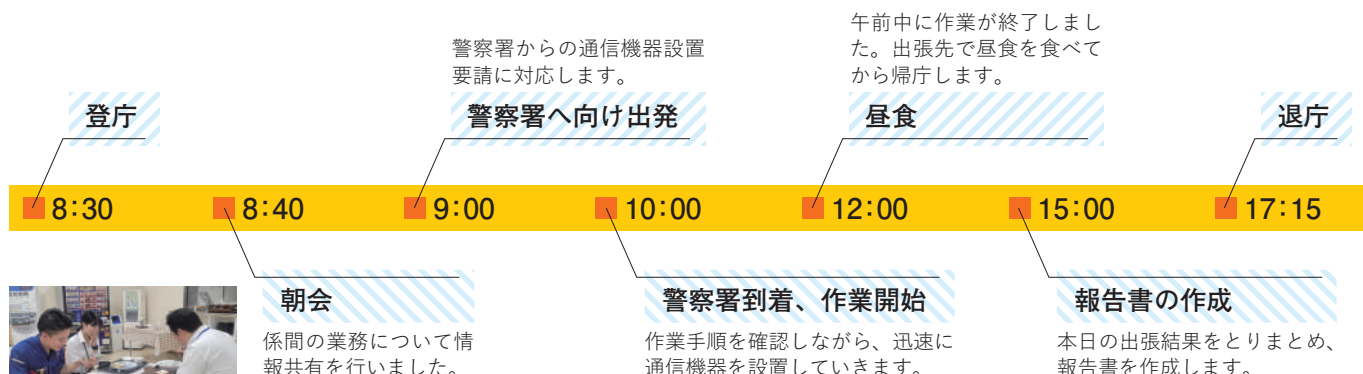 午前中に作業が終了しまし
た。出張先で昼食を食べて
から帰庁します。
警察署からの通信機器設置
要請に対応します。
登庁
警察署へ向け出発
昼食
退庁
8:30
8:40
9:00
10:00
12:00
15:00
17:15
朝会
係間の業務について情
報共有を行いました。
警察署到着、作業開始
作業手順を確認しながら、迅速に
通信機器を設置していきます。
報告書の作成
本日の出張結果をとりまとめ、
報告書を作成します。